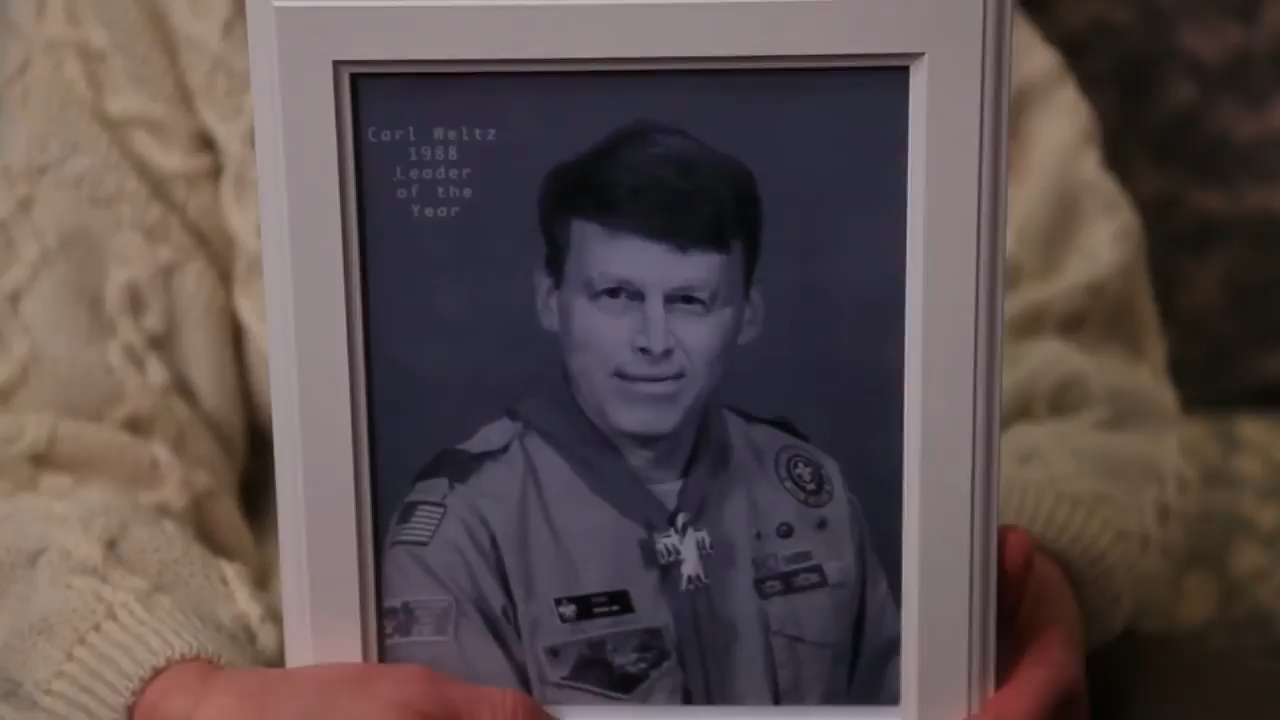 Carl Weltz
1988
Leader
of the
Year